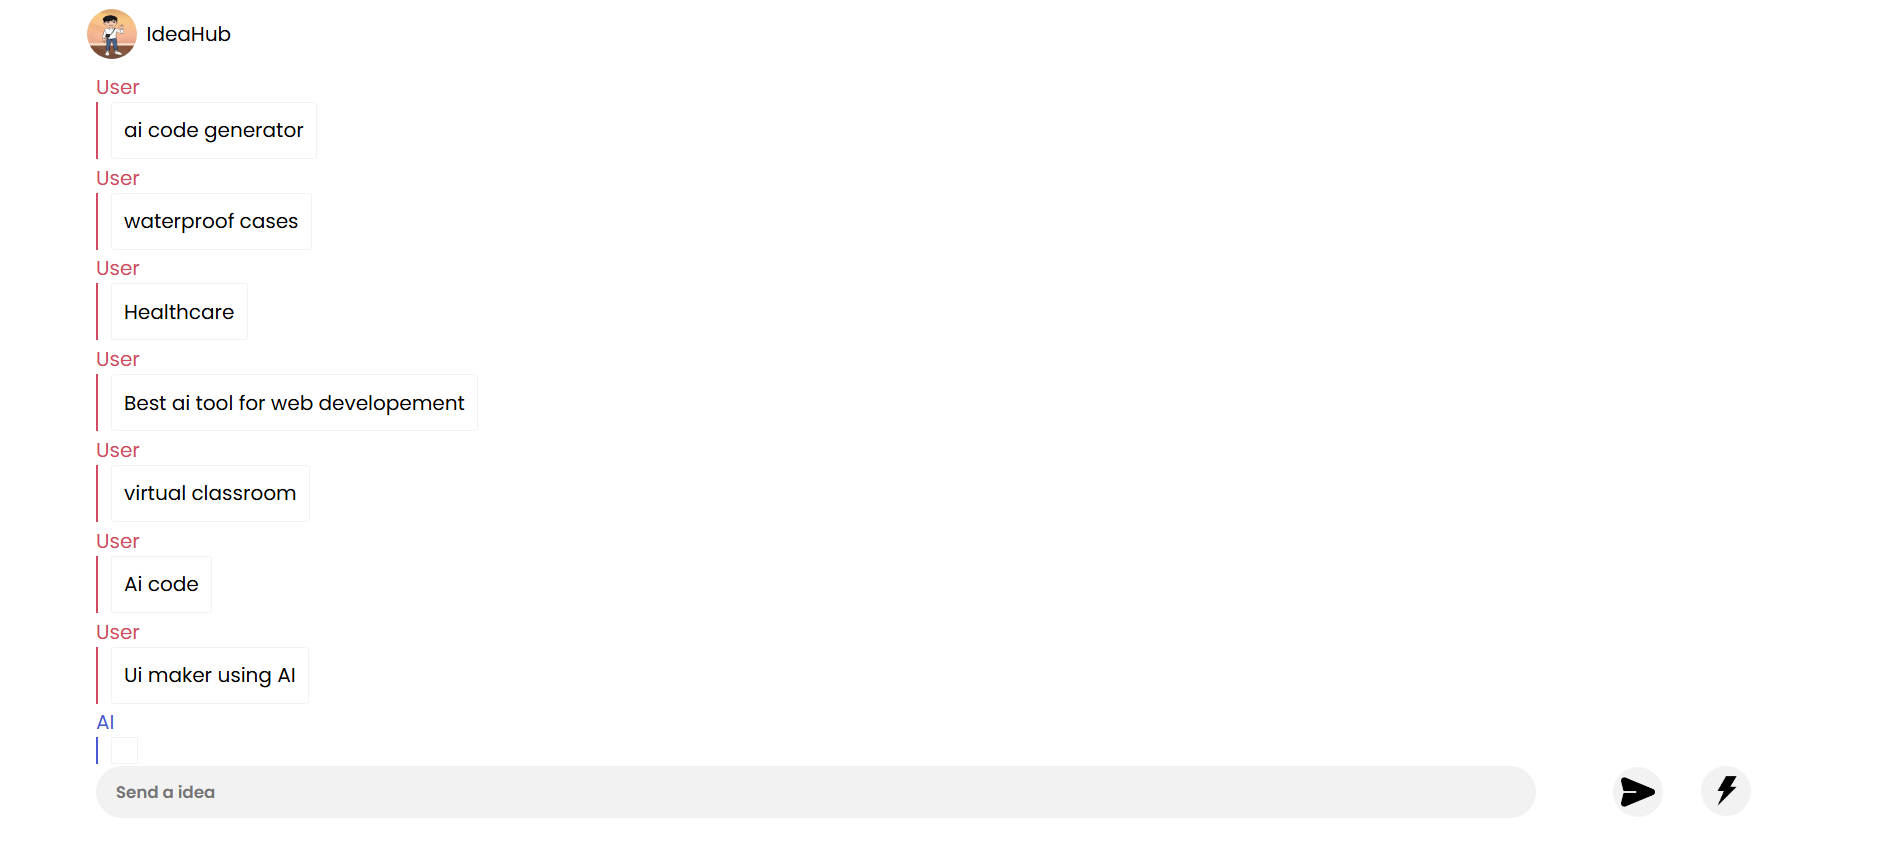 IdeaHub
User
ai code generator
User
waterproof cases
User
Healthcare
User
Best ai tool for web developement
User
virtual classroom
User
Ai code
User
Ui maker using AI
AI
Send a idea